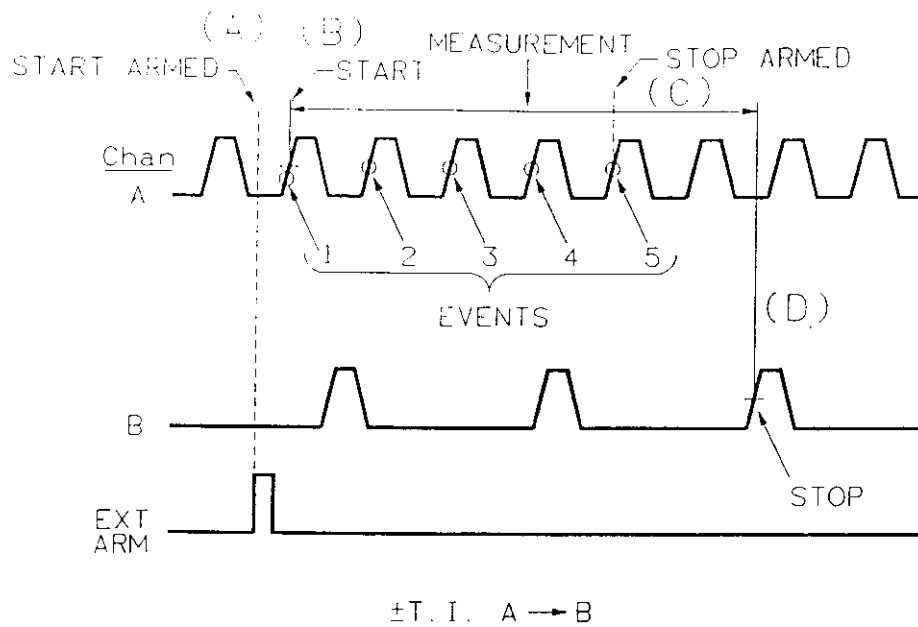 (A) (B)
MEASUREMENT
START ARMED
START
STOP ARMED
(C)
Chan
A
1 2 3 4 5
EVENTS
(D)
B
STOP
EXT
ARM
±T.I. A → B